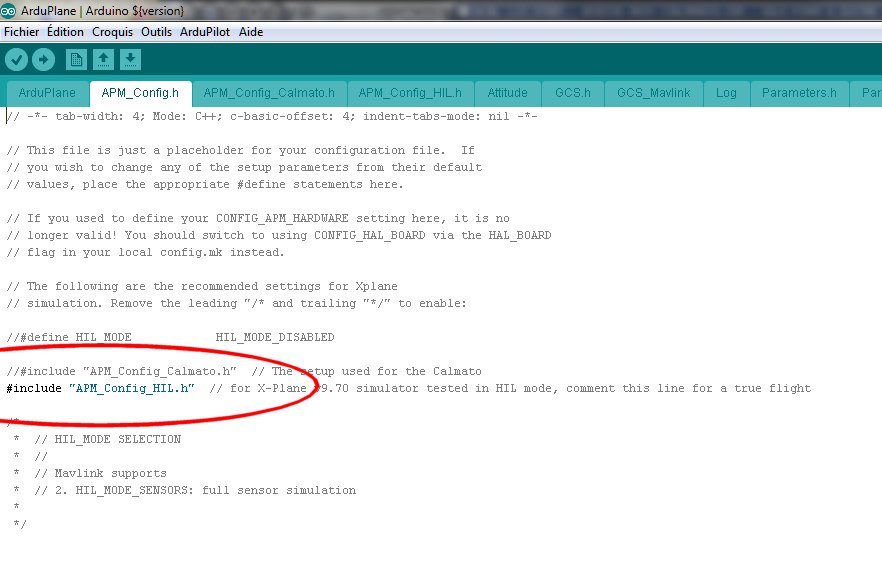 ArduPlane | Arduino ${version}
Fichier Édition Croquis Outils ArduPilot Aide
ArduPlane APM_Config.h APM_Config_Calmato.h APM_Config_HIL.h Attitude GCS.h GCS_Mavlink Log Parameters.h Par
// -*- tab-width: 4; Mode: C++; c-basic-offset: 4; indent-tabs-mode: nil -*-
// This file is just a placeholder for your configuration file.  If
// you wish to change any of the setup parameters from their default
// values, place the appropriate #define statements here.
// If you used to define your CONFIG_APM_HARDWARE setting here, it is no
// longer valid! You should switch to using CONFIG_HAL_BOARD via the HAL_BOARD
// flag in your local config.mk instead.
// The following are the recommended settings for Xplane
// simulation. Remove the leading "/* and trailing "*/" to enable:
//#define HIL_MODE            HIL_MODE_DISABLED
//#include "APM_Config_Calmato.h"  // The setup used for the Calmato
#include "APM_Config_HIL.h"  // for X-Plane v9.70 simulator tested in HIL mode, comment this line for a true flight
/*
 *  // HIL_MODE SELECTION
 *  //
 *  // Mavlink supports
 *  // 2. HIL_MODE_SENSORS: full sensor simulation
 *
 */